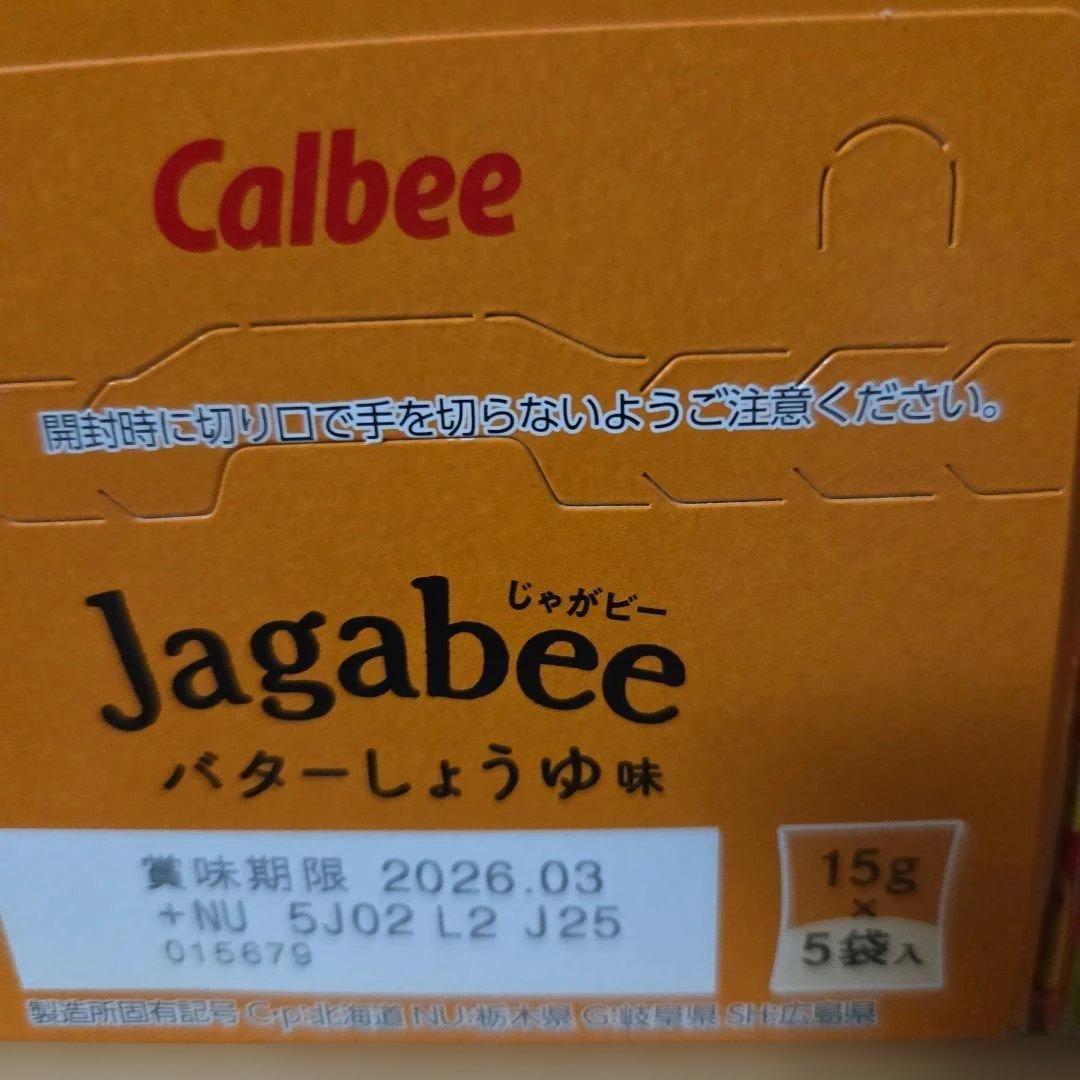 Calbee
開封時に切り口で手を切らないようご注意ください。
じゃがビー
Jagabee
バターしょうゆ味
賞味期限 2026.03
+NU 5J02 L2 J25
015679
15g
×
5袋入
製造所固有記号 C·p:北海道 NU:栃木県 G:岐阜県 SH:広島県